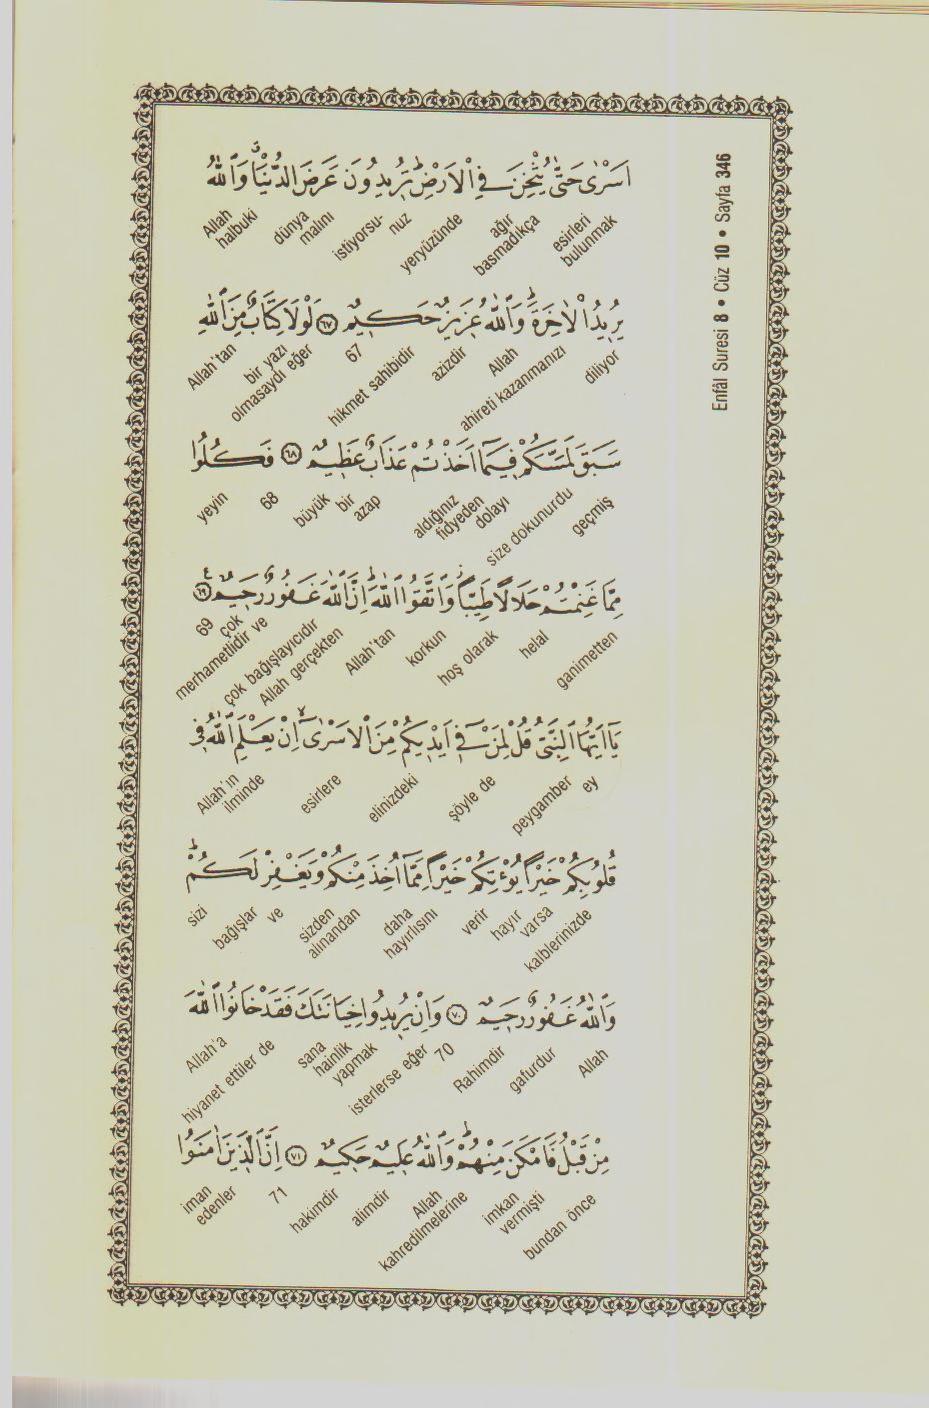 Enfâl Suresi 8 • Cüz 10 • Sayfa 346
اَسْرٰى حَتّٰى يُثْخِنَ فِي الْاَرْضِۜ تُرٖيدُونَ عَرَضَ الدُّنْيَاۗ وَاللّٰهُ
esirleri bulunmak ağır basmadıkça yeryüzünde istiyorsu- nuz dünya malını Allah halbuki
يُرٖيدُ الْاٰخِرَةَۜ وَاللّٰهُ عَزٖيزٌ حَكٖيمٌ ﴿٦٧﴾ لَوْلَا كِتَابٌ مِنَ اللّٰهِ
diliyor ahireti kazanmanızı Allah azizdir hikmet sahibidir 67 bir yazı olmasaydı eğer Allah'tan
سَبَقَ لَمَسَّكُمْ فٖيمَٓا اَخَذْتُمْ عَذَابٌ عَظٖيمٌ ﴿٦٨﴾ فَكُلُوا
geçmiş size dokunurdu aldığınız fidyeden dolayı azap bir büyük 68 yeyin
مِمَّا غَنِمْتُمْ حَلَالًا طَيِّبًاۘ وَاتَّقُوا اللّٰهَۜ اِنَّ اللّٰهَ غَفُورٌ رَحٖيمٌ ﴿٦٩﴾ ع
ganimetten helal hoş olarak korkun Allah'tan Allah gerçekten çok bağışlayıcıdır çok merhametlidir ve 69
يَٓا اَيُّهَا النَّبِيُّ قُلْ لِمَنْ فٖٓي اَيْدٖيكُمْ مِنَ الْاَسْرٰىۙ اِنْ يَعْلَمِ اللّٰهُ فٖي
ey peygamber şöyle de elinizdeki esirlere Allah'ın ilminde
قُلُوبِكُمْ خَيْرًا يُؤْتِكُمْ خَيْرًا مِمَّٓا اُخِذَ مِنْكُمْ وَيَغْفِرْ لَكُمْۜ
kalblerinizde varsa hayır verir daha hayırlısını sizden alınandan ve bağışlar sizi
وَاللّٰهُ غَفُورٌ رَحٖيمٌ ﴿٧٠﴾ وَاِنْ يُرٖيدُوا خِيَانَتَكَ فَقَدْ خَانُوا اللّٰهَ
Allah gafurdur Rahimdir 70 isterlerse eğer sana hainlik yapmak hiyanet ettiler de Allah'a
مِنْ قَبْلُ فَاَمْكَنَ مِنْهُمْۜ وَاللّٰهُ عَلٖيمٌ حَكٖيمٌ ﴿٧١﴾ اِنَّ الَّذٖينَ اٰمَنُوا
bundan önce imkan vermişti kahredilmelerine Allah alimdir hakimdir 71 iman edenler